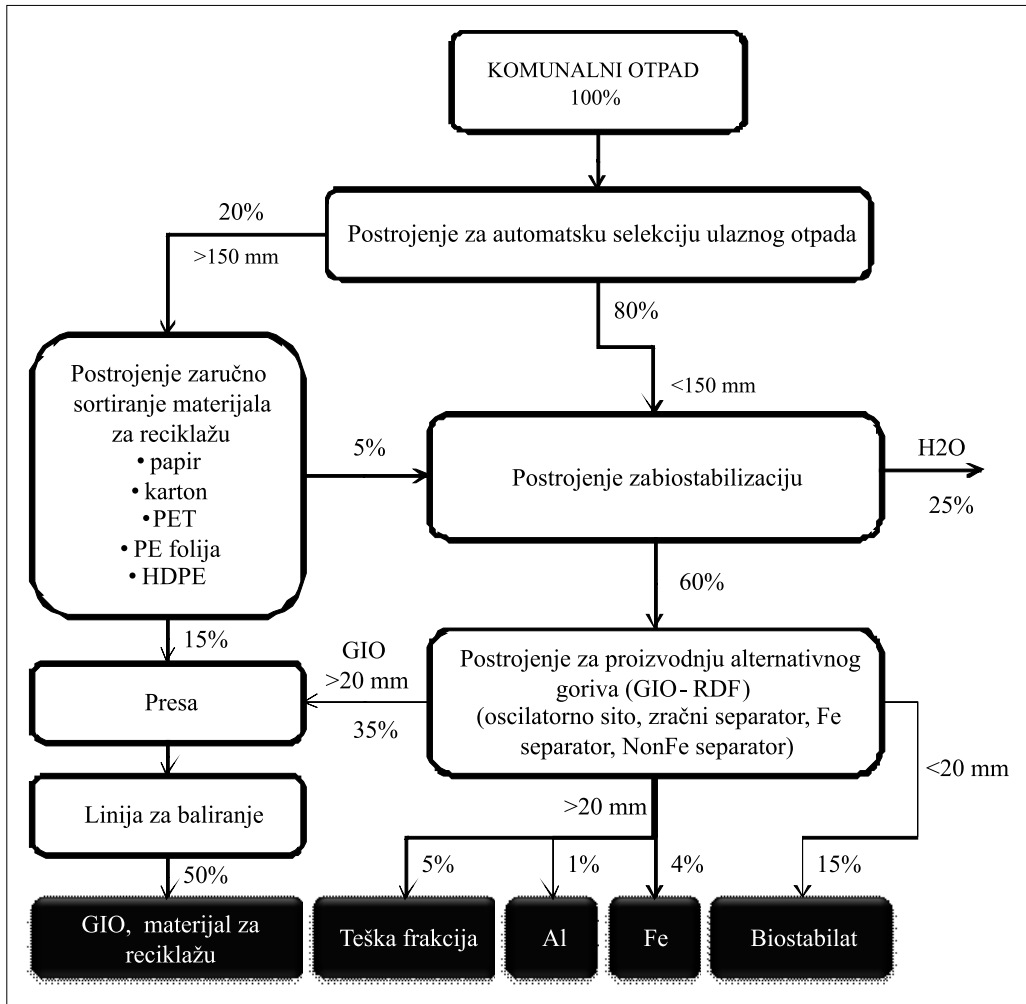 KOMUNALNI OTPAD
100%
20%
>150 mm
Postrojenje za automatsku selekciju ulaznog otpada
80%
<150 mm
Postrojenje zaručno
sortiranje materijala
za reciklažu
• papir
• karton
• PET
• PE folija
• HDPE
5%
Postrojenje zabiostabilizaciju
H2O
25%
60%
15%
GIO
>20 mm
35%
Postrojenje za proizvodnju alternativnog
goriva (GIO - RDF)
(oscilatorno sito, zračni separator, Fe
separator, NonFe separator)
Presa
<20 mm
>20 mm
Linija za baliranje
50%
5%
1%
4%
15%
GIO, materijal za
reciklažu
Teška frakcija
Al
Fe
Biostabilat